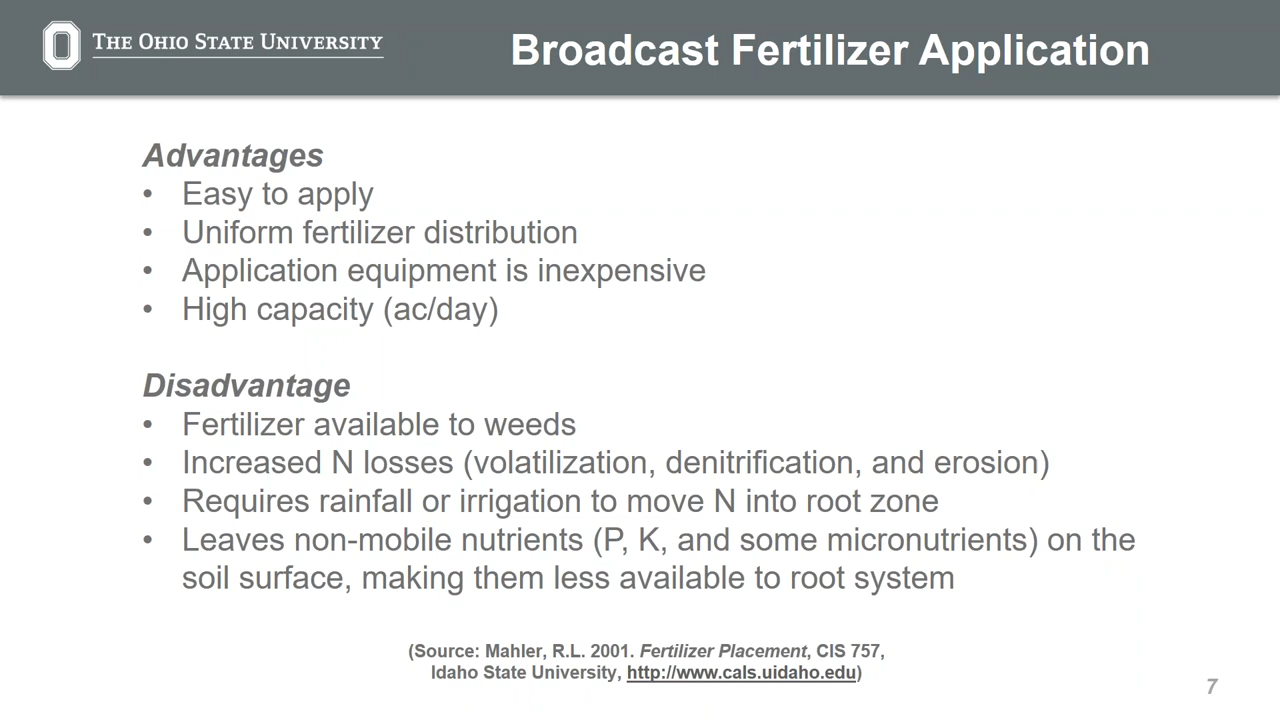 THE OHIO STATE UNIVERSITY
Broadcast Fertilizer Application
Advantages
• Easy to apply
• Uniform fertilizer distribution
• Application equipment is inexpensive
• High capacity (ac/day)
Disadvantage
• Fertilizer available to weeds
• Increased N losses (volatilization, denitrification, and erosion)
• Requires rainfall or irrigation to move N into root zone
• Leaves non-mobile nutrients (P, K, and some micronutrients) on the
soil surface, making them less available to root system
(Source: Mahler, R.L. 2001. Fertilizer Placement, CIS 757,
Idaho State University, http://www.cals.uidaho.edu)
7